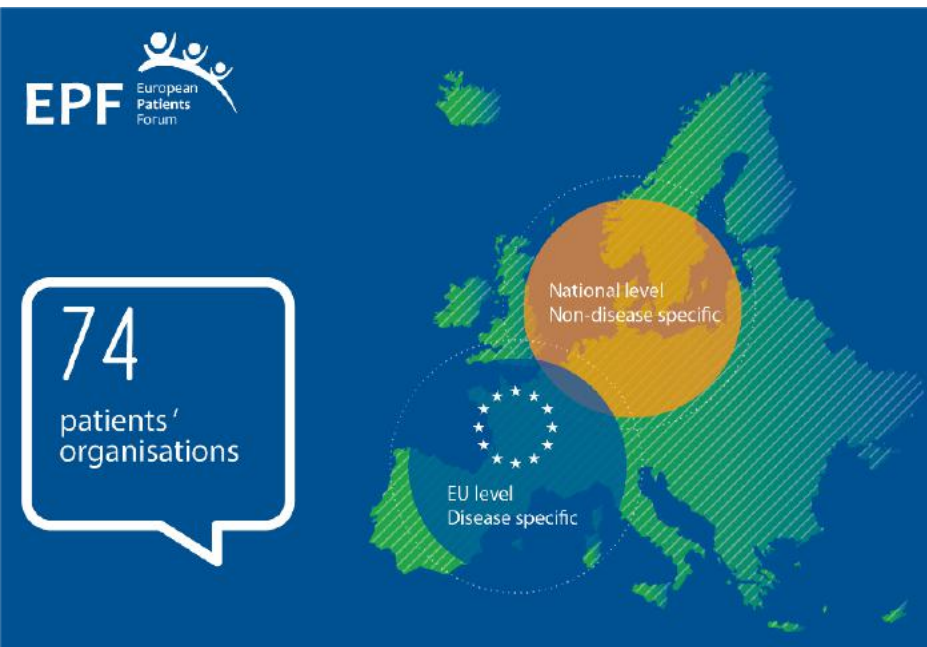 EPF
European
Patients
Forum
74
patients'
organisations
National level
Non-disease specific
EU level
Disease specific